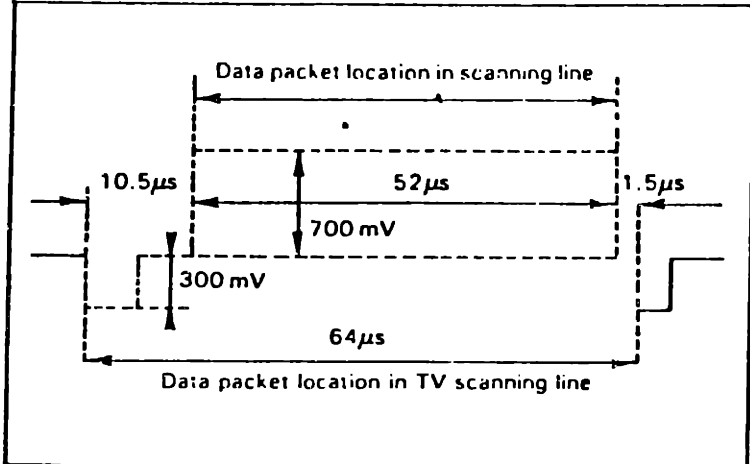 Data packet location in scanning line
10.5µs
52µs
1.5µs
700 mV
300 mV
64µs
Data packet location in TV scanning line